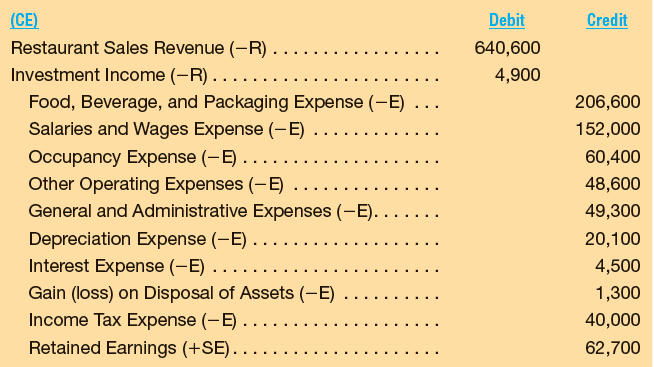 (CE) Debit Credit
Restaurant Sales Revenue (−R) . . . . . . . . . . . . . . . . . 640,600
Investment Income (−R) . . . . . . . . . . . . . . . . . . . . . . . 4,900
Food, Beverage, and Packaging Expense (−E) . . . 206,600
Salaries and Wages Expense (−E) . . . . . . . . . . . . . 152,000
Occupancy Expense (−E) . . . . . . . . . . . . . . . . . . . . 60,400
Other Operating Expenses (−E) . . . . . . . . . . . . . . . 48,600
General and Administrative Expenses (−E). . . . . . . 49,300
Depreciation Expense (−E) . . . . . . . . . . . . . . . . . . . 20,100
Interest Expense (−E) . . . . . . . . . . . . . . . . . . . . . . . 4,500
Gain (loss) on Disposal of Assets (−E) . . . . . . . . . . 1,300
Income Tax Expense (−E) . . . . . . . . . . . . . . . . . . . . 40,000
Retained Earnings (+SE). . . . . . . . . . . . . . . . . . . . . 62,700